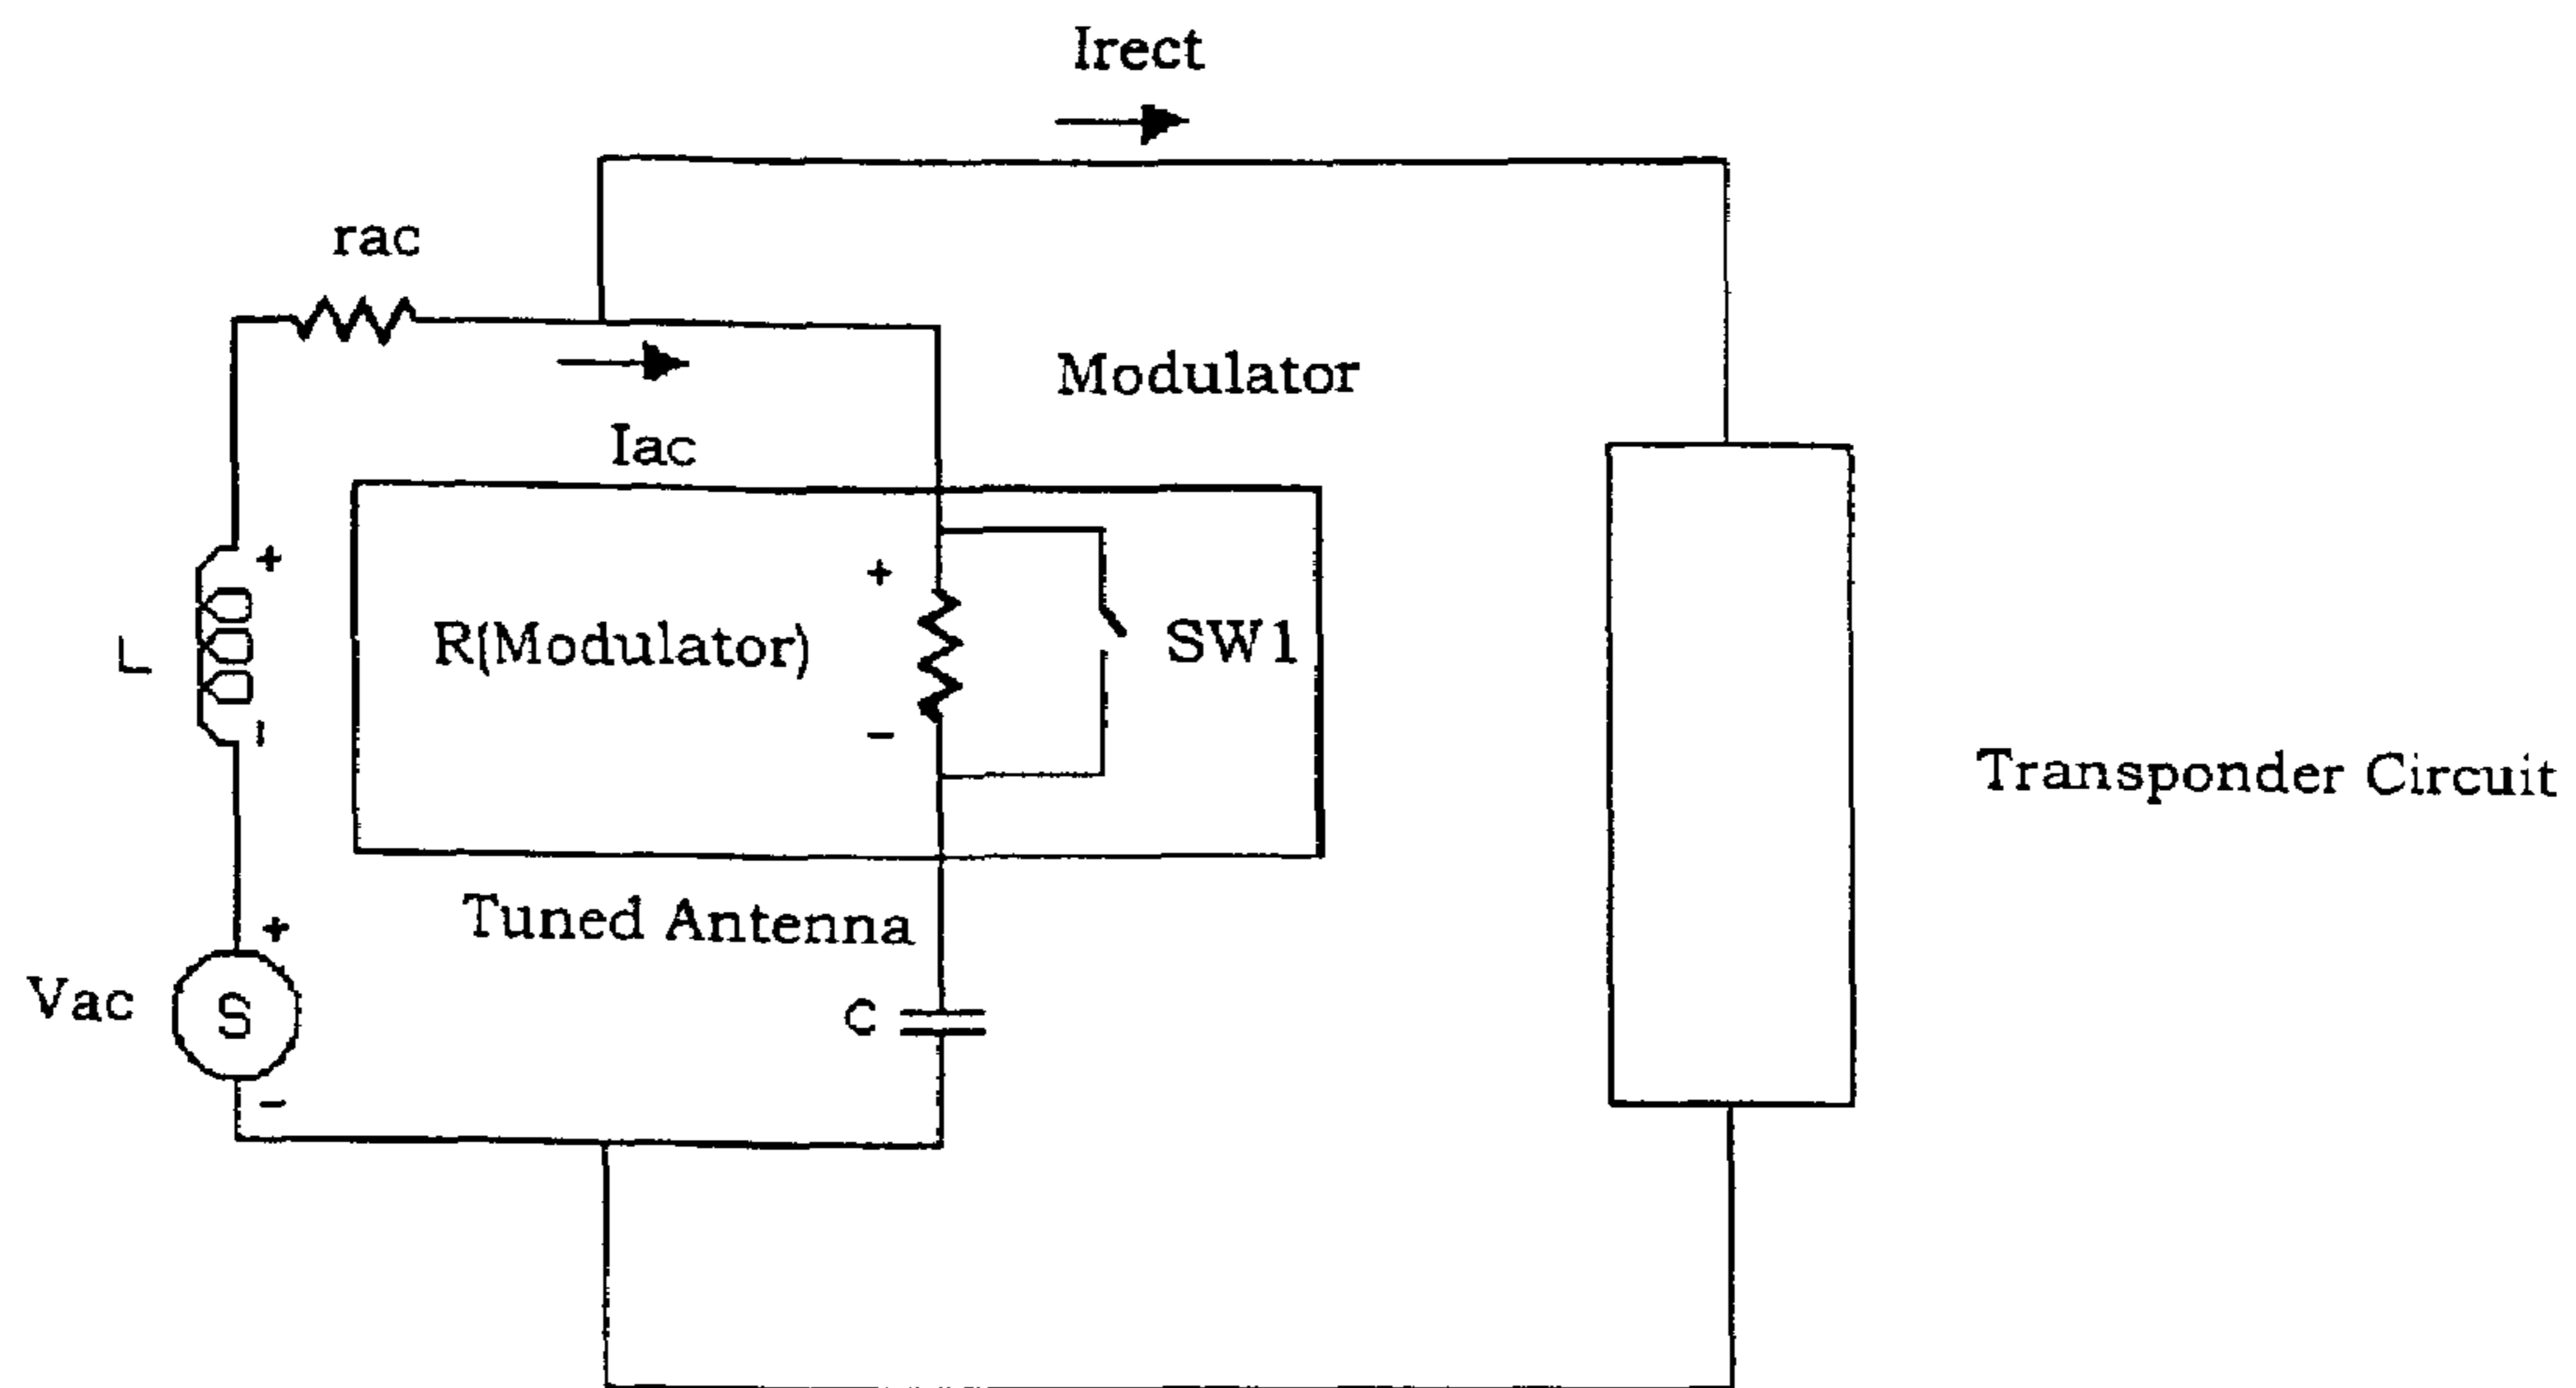 Irect
rac
Modulator
Iac
+
+
R(Modulator)
SW1
L
-
-
Transponder Circuit
Tuned Antenna
+
Vac
S
C
-